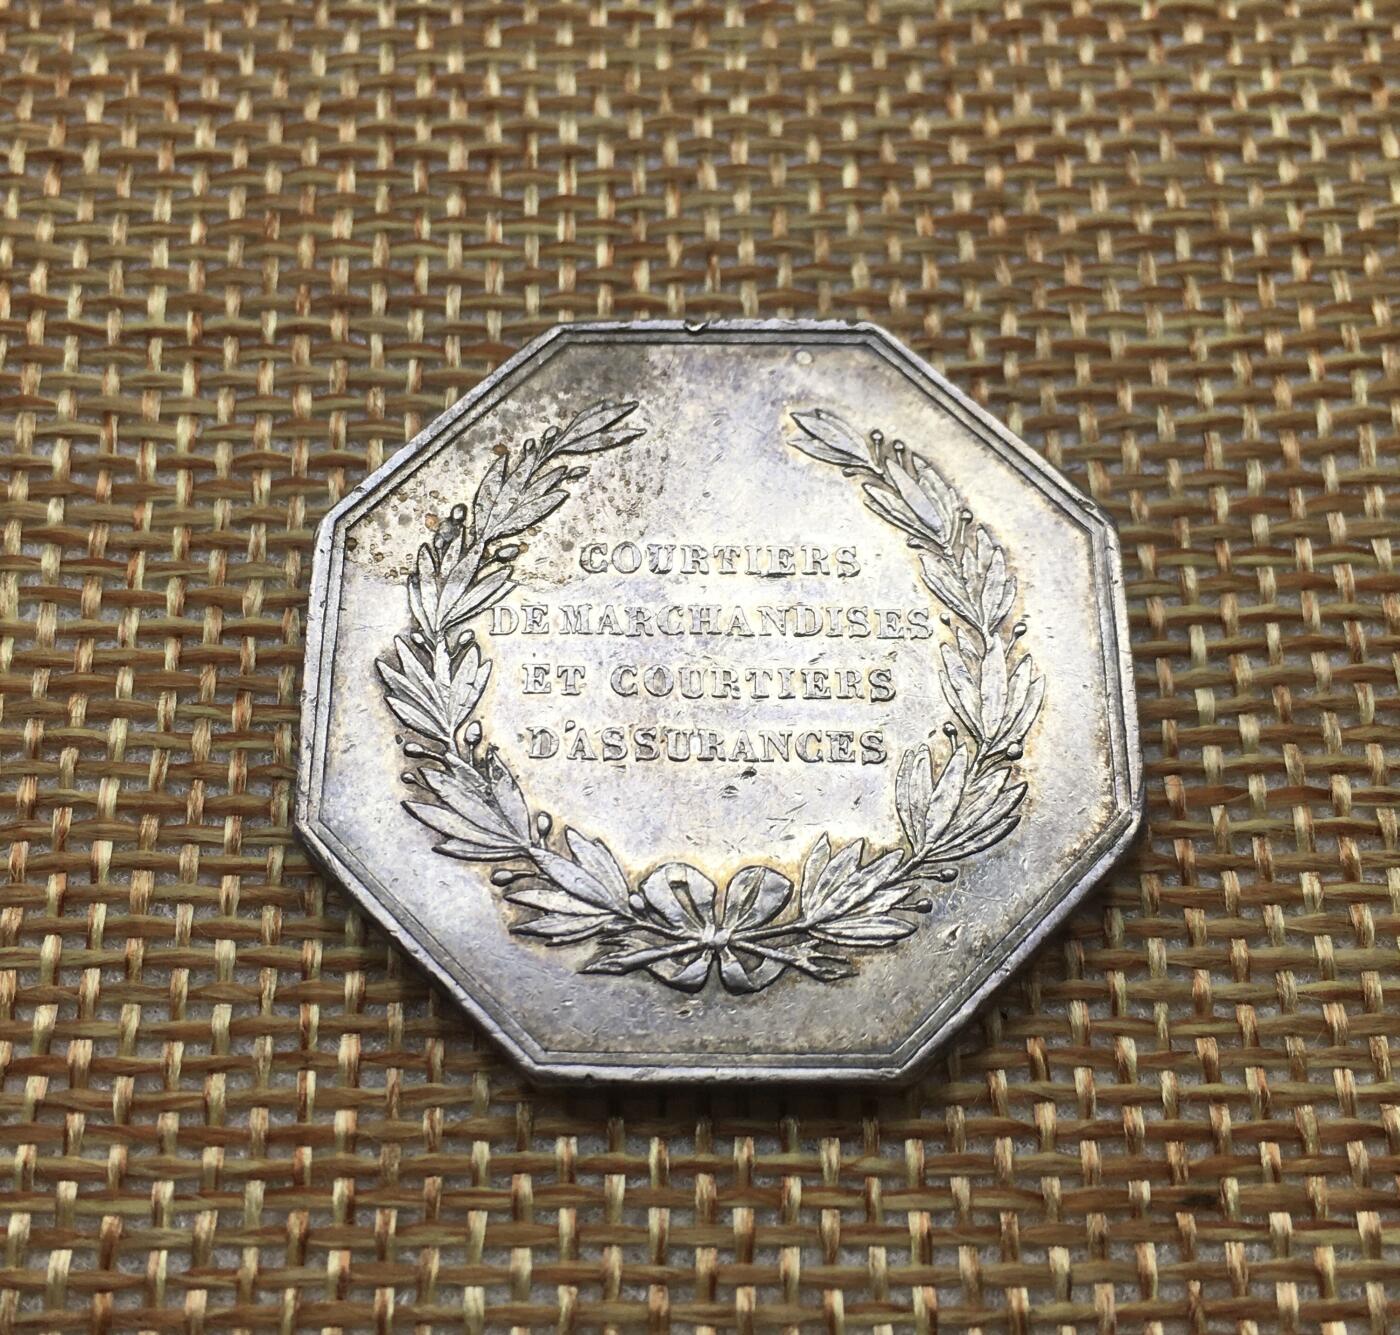 COURTIERS
DE MARCHANDISES
ET COURTIERS
D'ASSURANCES